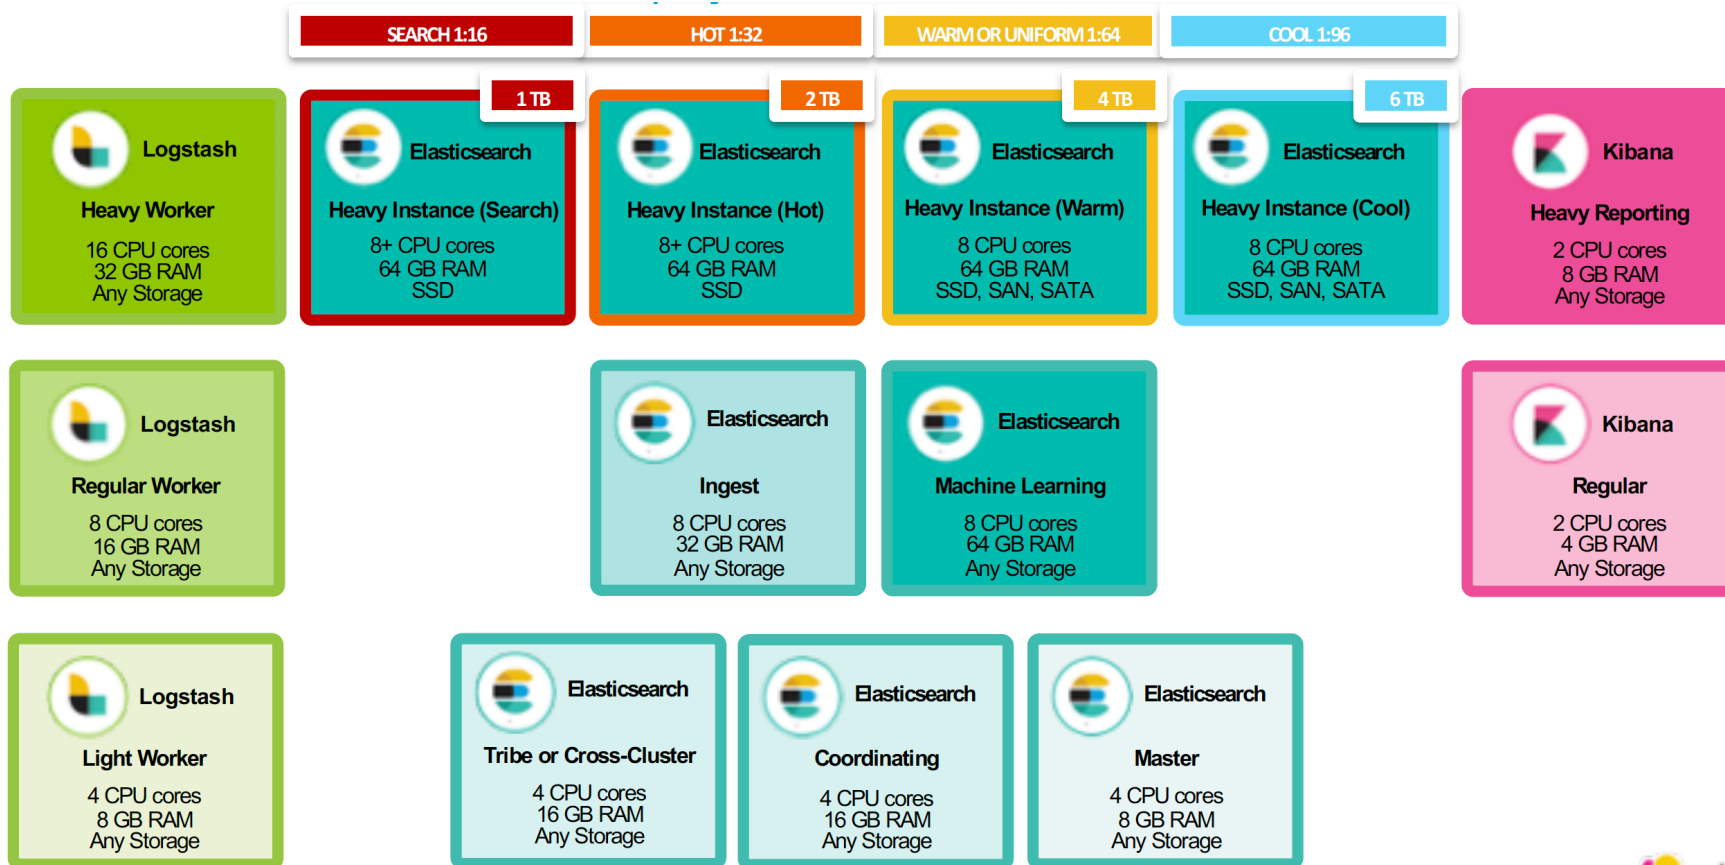 SEARCH 1:16
HOT 1:32
WARM OR UNIFORM 1:64
COOL 1:96
1 TB
2 TB
4 TB
6 TB
Logstash
Heavy Worker
16 CPU cores
32 GB RAM
Any Storage
Elasticsearch
Heavy Instance (Search)
8+ CPU cores
64 GB RAM
SSD
Elasticsearch
Heavy Instance (Hot)
8+ CPU cores
64 GB RAM
SSD
Elasticsearch
Heavy Instance (Warm)
8 CPU cores
64 GB RAM
SSD, SAN, SATA
Elasticsearch
Heavy Instance (Cool)
8 CPU cores
64 GB RAM
SSD, SAN, SATA
Kibana
Heavy Reporting
2 CPU cores
8 GB RAM
Any Storage
Logstash
Regular Worker
8 CPU cores
16 GB RAM
Any Storage
Elasticsearch
Ingest
8 CPU cores
32 GB RAM
Any Storage
Elasticsearch
Machine Learning
8 CPU cores
64 GB RAM
Any Storage
Kibana
Regular
2 CPU cores
4 GB RAM
Any Storage
Logstash
Light Worker
4 CPU cores
8 GB RAM
Any Storage
Elasticsearch
Tribe or Cross-Cluster
4 CPU cores
16 GB RAM
Any Storage
Elasticsearch
Coordinating
4 CPU cores
16 GB RAM
Any Storage
Elasticsearch
Master
4 CPU cores
8 GB RAM
Any Storage